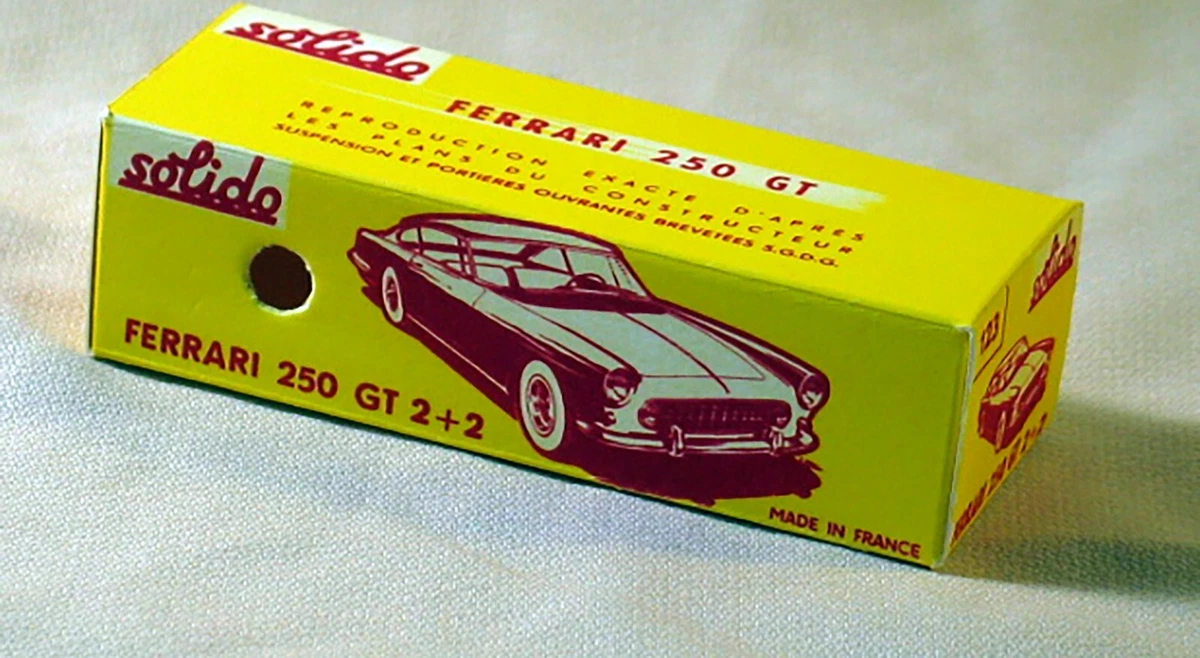 solido
FERRARI 250 GT
REPRODUCTION EXACTE D'APRES
LES PLANS DU CONSTRUCTEUR
SUSPENSION ET PORTIÈRES OUVRANTES BREVETEES S.G.D.G.
solido
FERRARI 250 GT 2+2
MADE IN FRANCE
solido
123